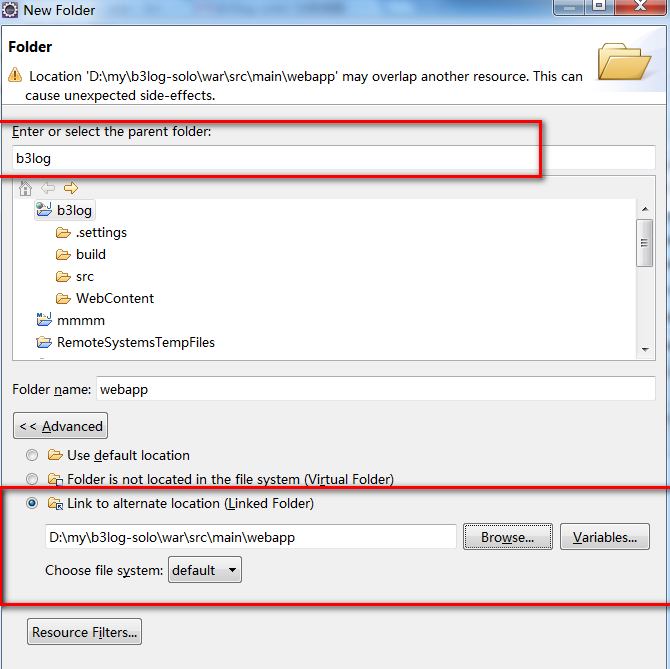 New Folder
Folder
Location 'D:\my\b3log-solo\war\src\main\webapp' may overlap another resource. This can
cause unexpected side-effects.
Enter or select the parent folder:
b3log
b3log
.settings
build
src
WebContent
mmmm
RemoteSystemsTempFiles
Folder name: webapp
<< Advanced
Use default location
Folder is not located in the file system (Virtual Folder)
Link to alternate location (Linked Folder)
D:\my\b3log-solo\war\src\main\webapp Browse... Variables...
Choose file system: default
Resource Filters...